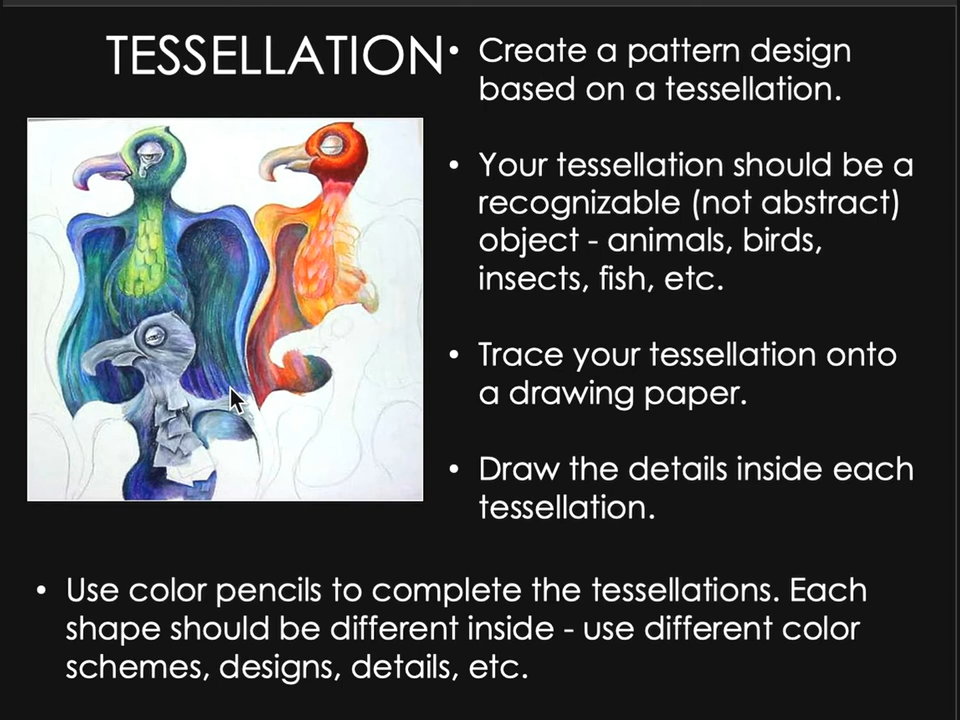 TESSELLATION
• Create a pattern design
based on a tessellation.
• Your tessellation should be a
recognizable (not abstract)
object - animals, birds,
insects, fish, etc.
• Trace your tessellation onto
a drawing paper.
• Draw the details inside each
tessellation.
• Use color pencils to complete the tessellations. Each
shape should be different inside - use different color
schemes, designs, details, etc.